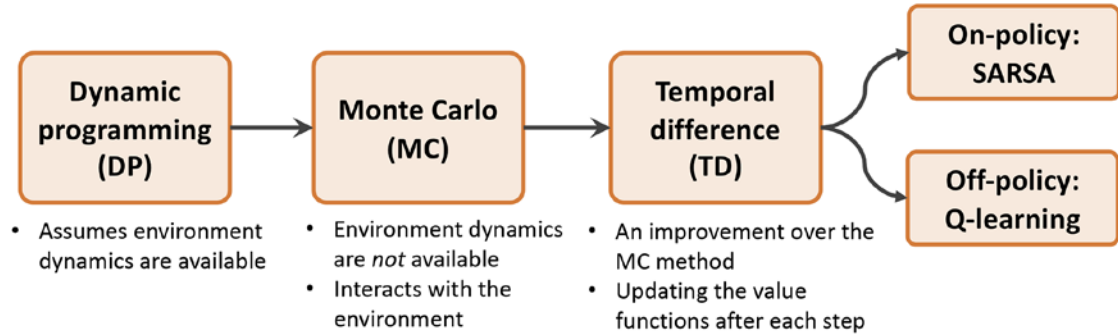 Dynamic
programming
(DP)
• Assumes environment
dynamics are available
Monte Carlo
(MC)
• Environment dynamics
are not available
• Interacts with the
environment
Temporal
difference
(TD)
• An improvement over the
MC method
• Updating the value
functions after each step
On-policy:
SARSA
Off-policy:
Q-learning